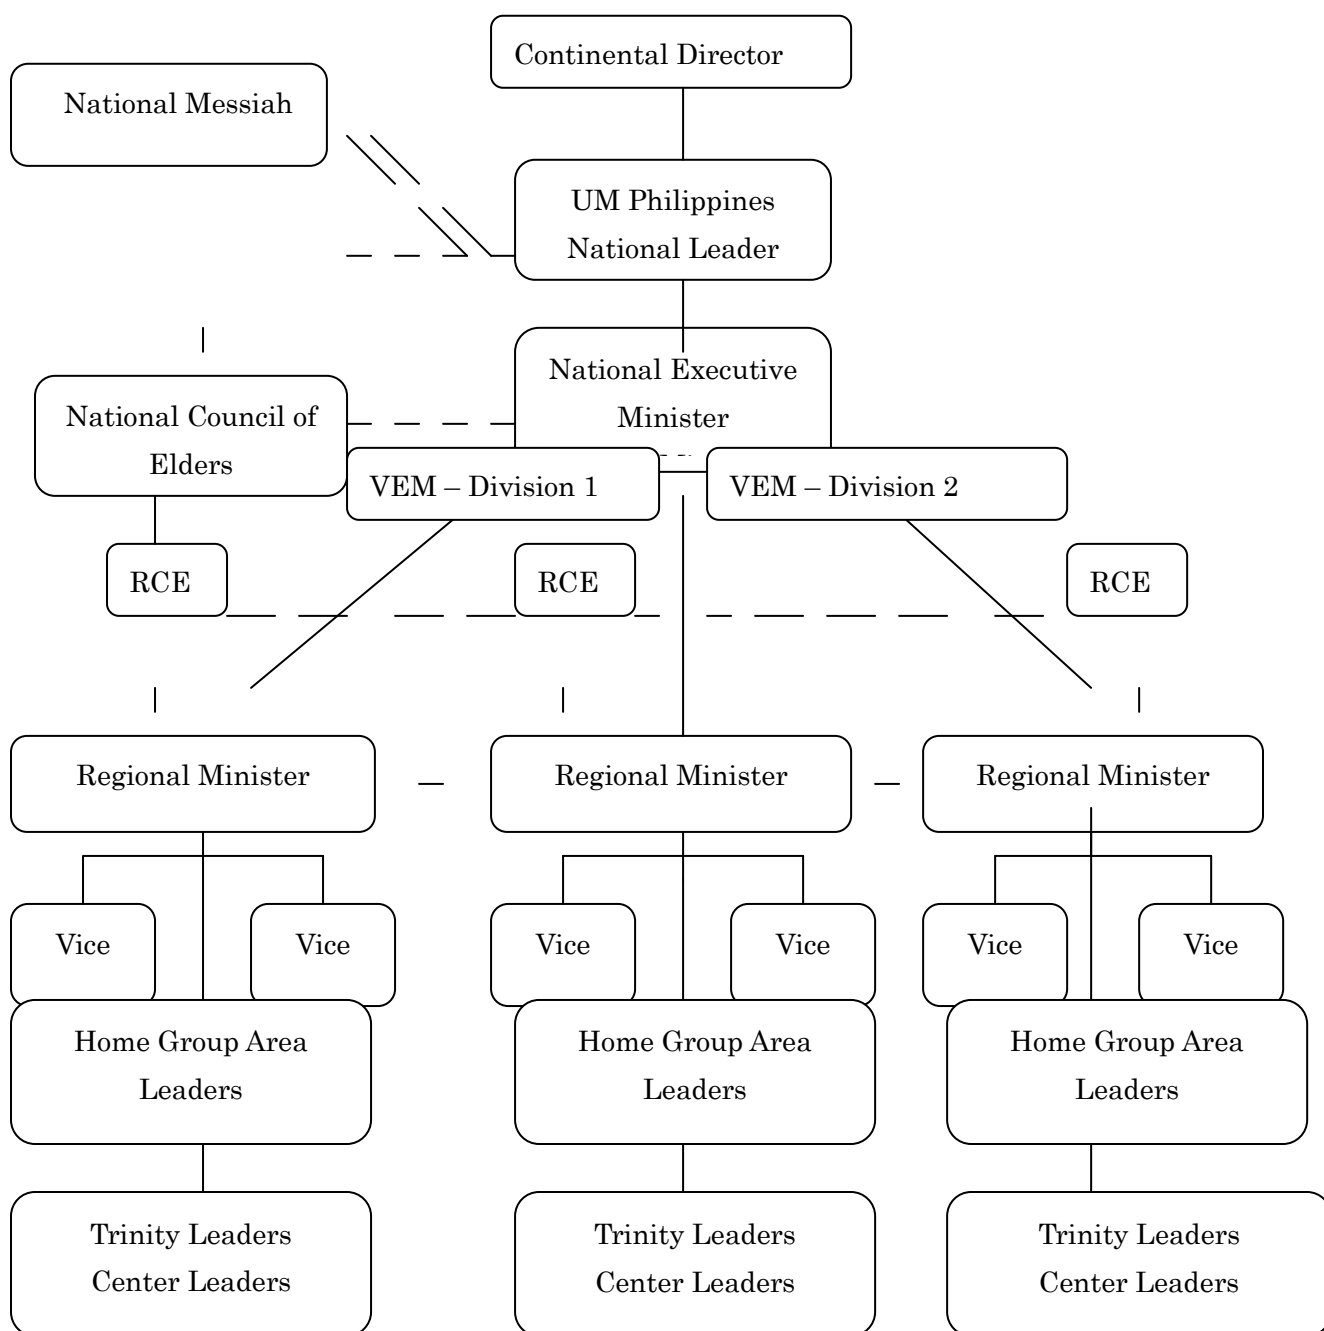 Continental Director
National Messiah
UM Philippines
National Leader
National Executive
Minister
National Council of
Elders
VEM – Division 1
VEM – Division 2
RCE
RCE
RCE
Regional Minister
Regional Minister
Regional Minister
Vice
Vice
Vice
Vice
Vice
Vice
Home Group Area
Leaders
Home Group Area
Leaders
Home Group Area
Leaders
Trinity Leaders
Center Leaders
Trinity Leaders
Center Leaders
Trinity Leaders
Center Leaders